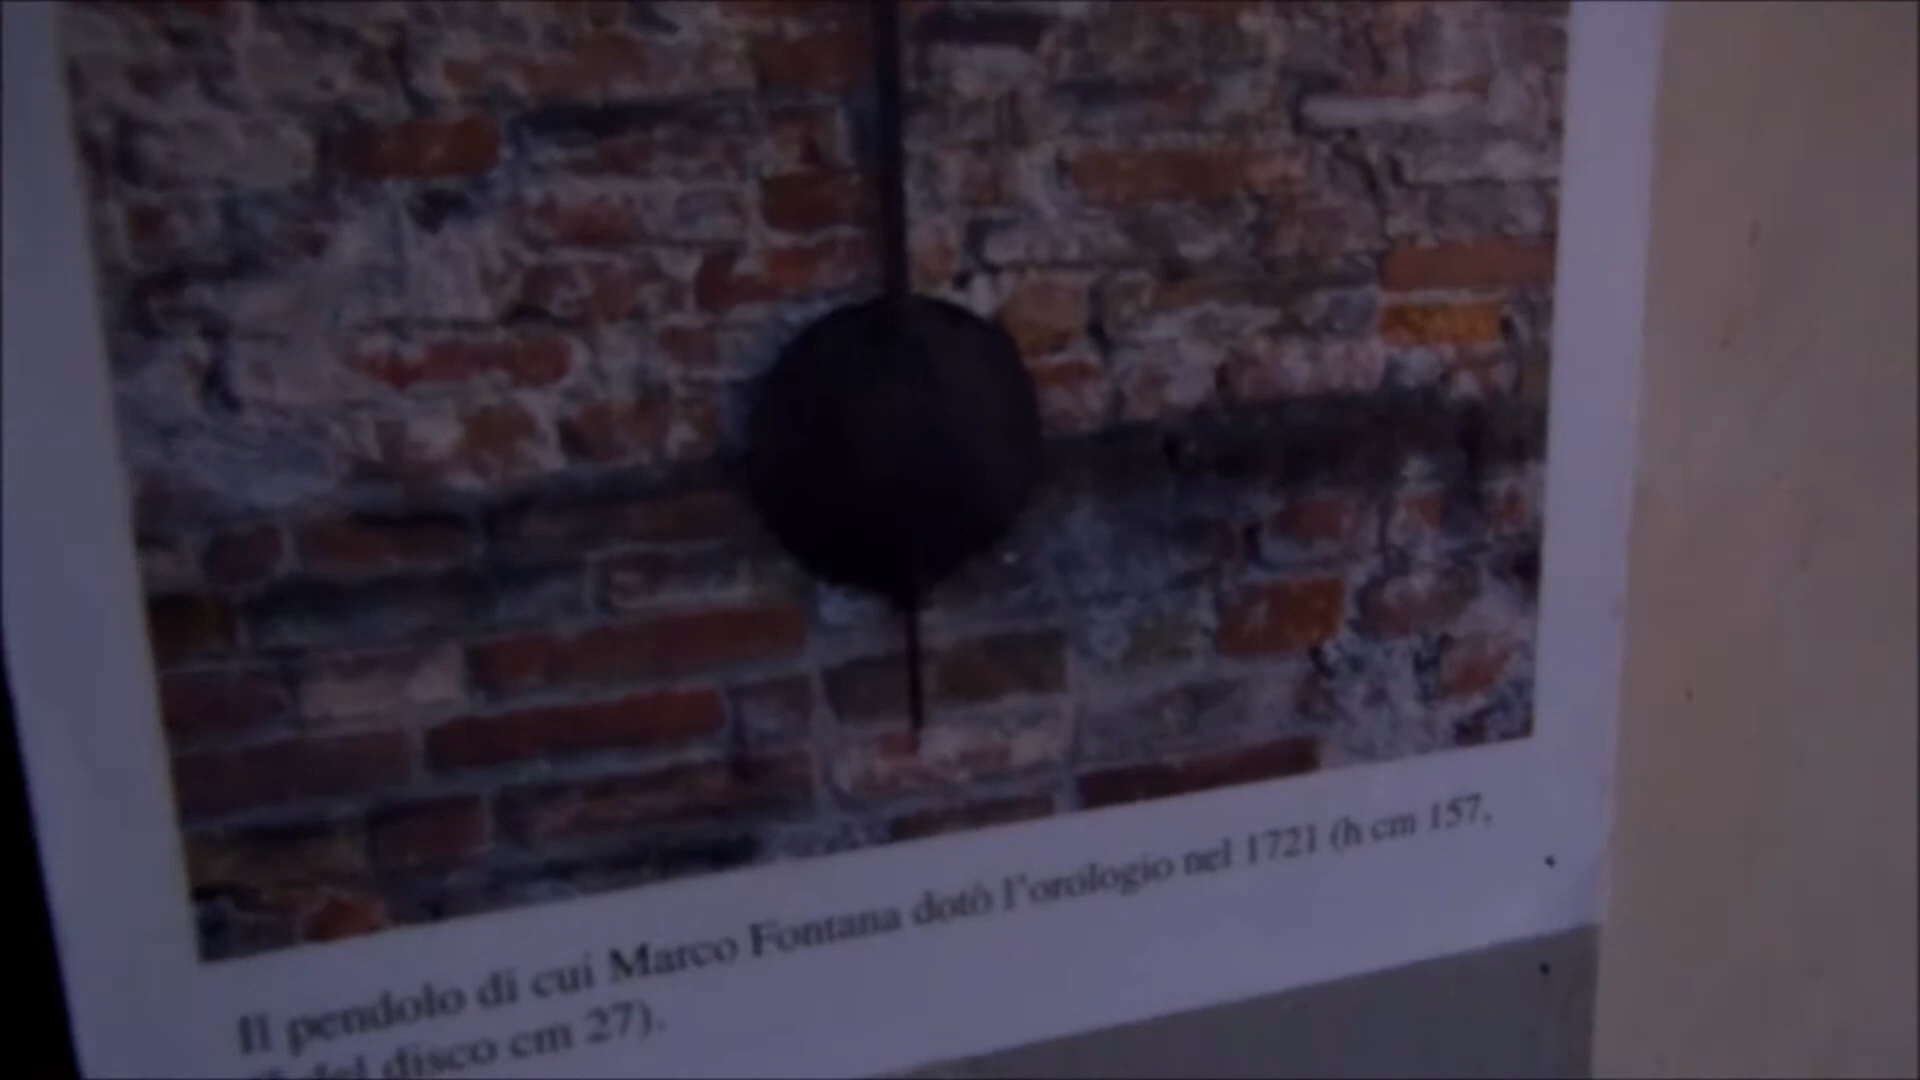 Il pendolo di cui Marco Fontana dotò l'orologio nel 1721 (h cm 157,
del disco cm 27).